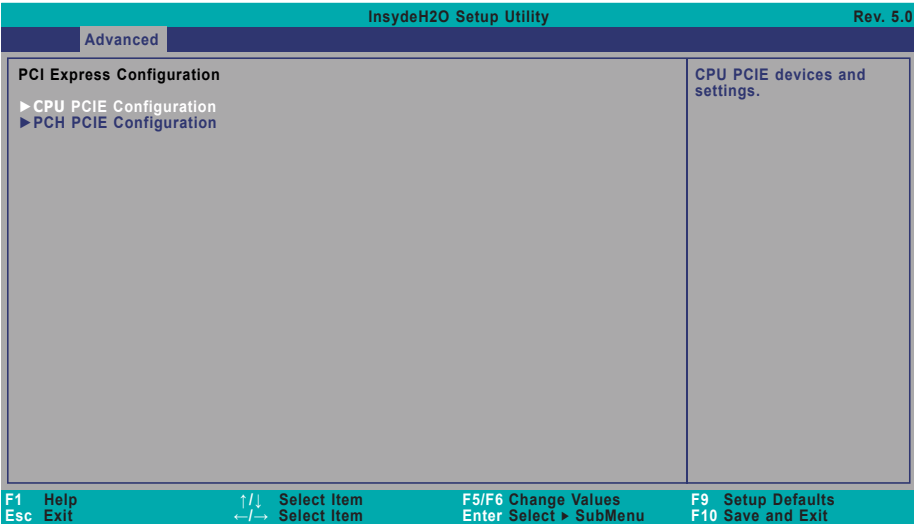 InsydeH2O Setup Utility Rev. 5.0
Advanced
PCI Express Configuration
►CPU PCIE Configuration
►PCH PCIE Configuration
CPU PCIE devices and
settings.
F1 Help ↑/↓ Select Item F5/F6 Change Values F9 Setup Defaults
Esc Exit ←/→ Select Item Enter Select ► SubMenu F10 Save and Exit